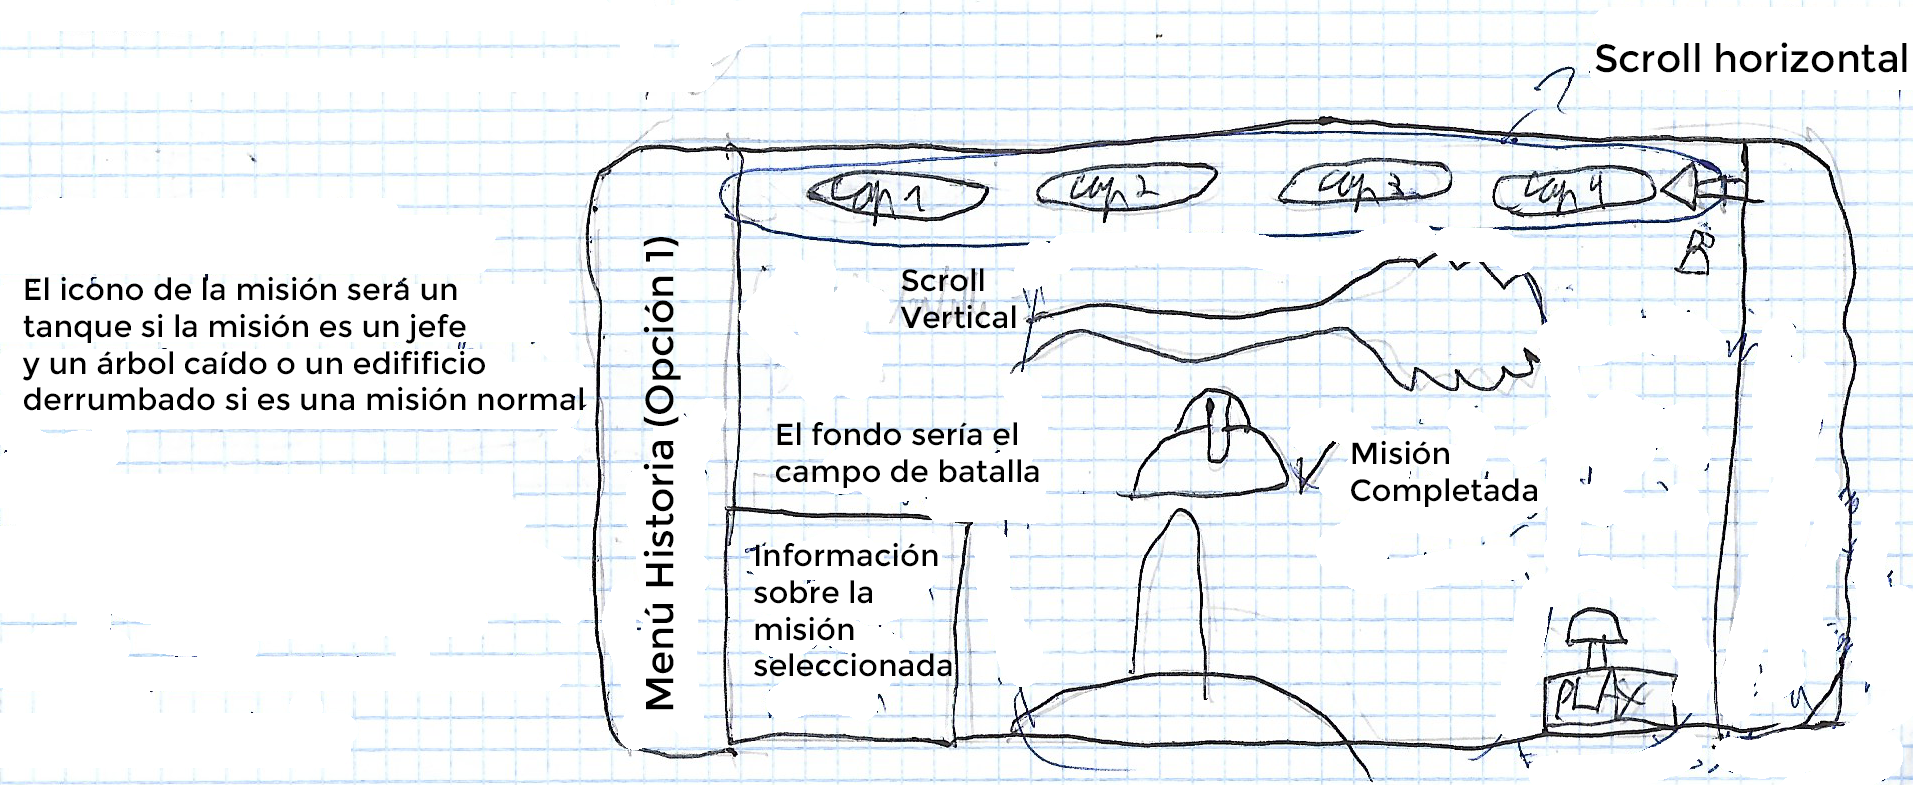 Scroll horizontal
Cap 1
Cap 2
Cap 3
Cap 4
B
Scroll
Vertical
El icóno de la misión será un
tanque si la misión es un jefe
y un árbol caído o un edifificio
derrumbado si es una misión normal
Menú Historia (Opción 1)
El fondo sería el
campo de batalla
Misión
Completada
Información
sobre la
misión
seleccionada
PLAY